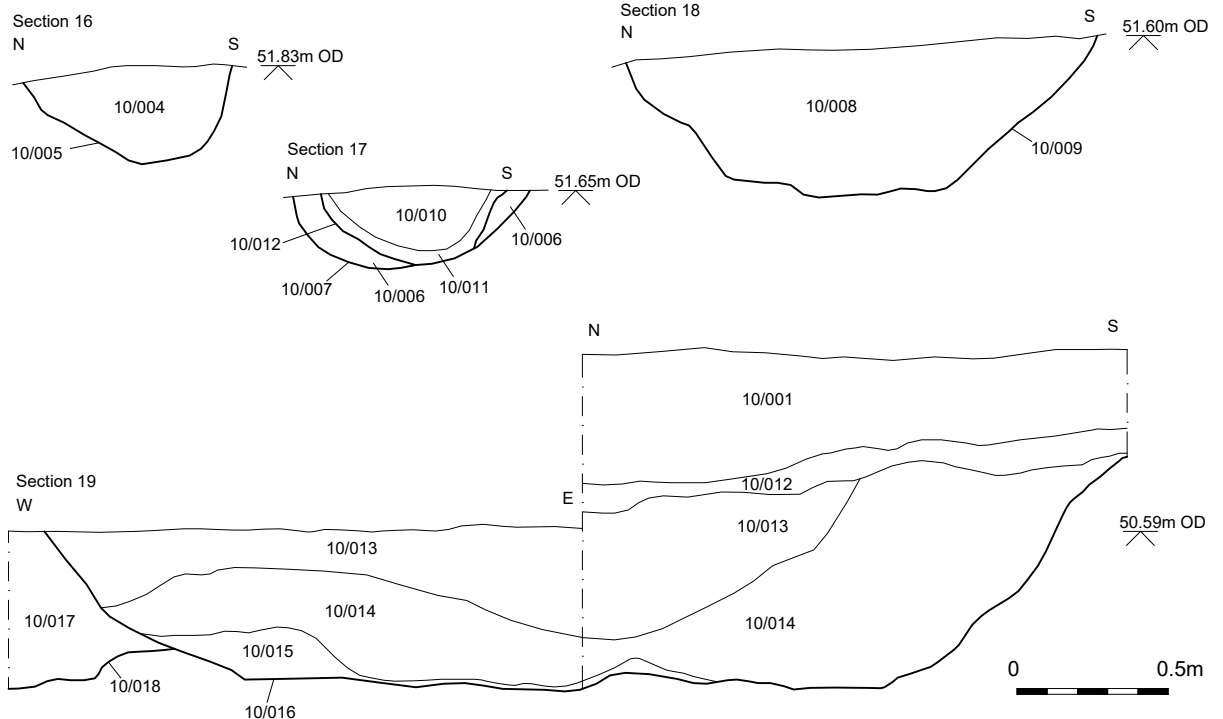 Section 16
N
S
51.83m OD
10/004
10/005
Section 17
N
S
51.65m OD
10/010
10/012
10/006
10/007
10/006
10/011
Section 18
N
S
51.60m OD
10/008
10/009
N
S
10/001
10/012
10/013
10/014
50.59m OD
Section 19
W
E
10/013
10/014
10/017
10/015
10/018
10/016
0
0.5m